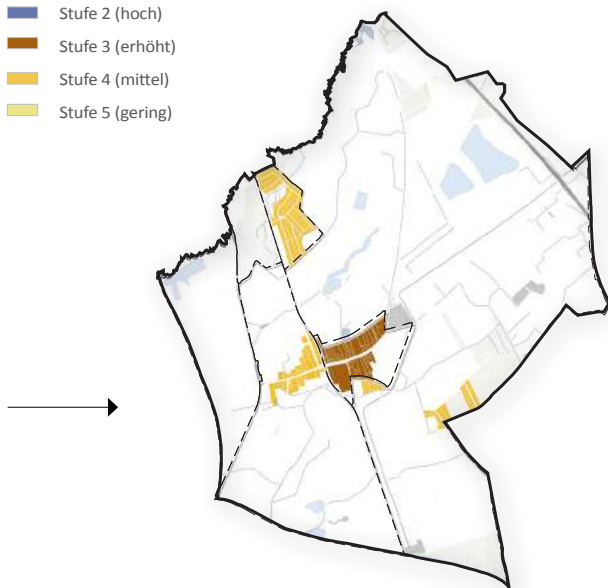 Stufe 2 (hoch)
Stufe 3 (erhöht)
Stufe 4 (mittel)
Stufe 5 (gering)